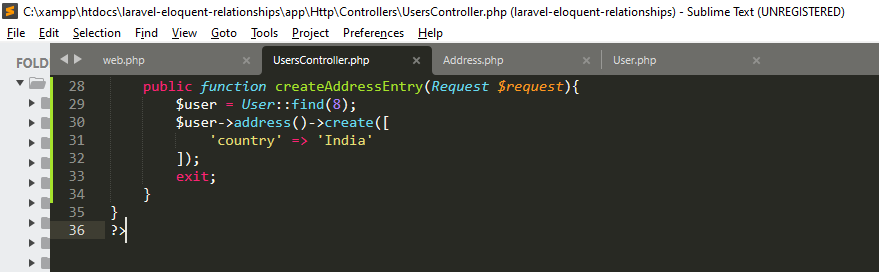 C:\xampp\htdocs\laravel-eloquent-relationships\app\Http\Controllers\UsersController.php (laravel-eloquent-relationships) - Sublime Text (UNREGISTERED)
File Edit Selection Find View Goto Tools Project Preferences Help
FOLD web.php × UsersController.php × Address.php × User.php ×
28 public function createAddressEntry(Request $request){
29 $user = User::find(8);
30 $user->address()->create([
31 'country' => 'India'
32 ]);
33 exit;
34 }
35 }
36 ?>